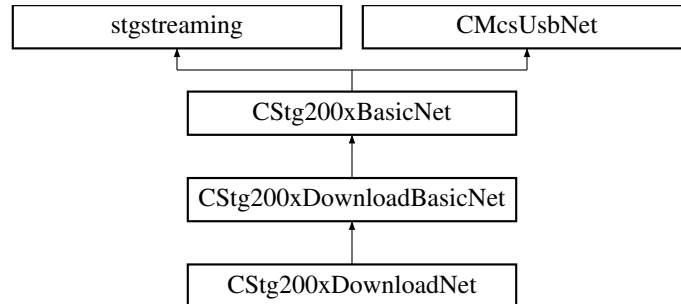 stgstreaming
CMcsUsbNet
CStg200xBasicNet
CStg200xDownloadBasicNet
CStg200xDownloadNet